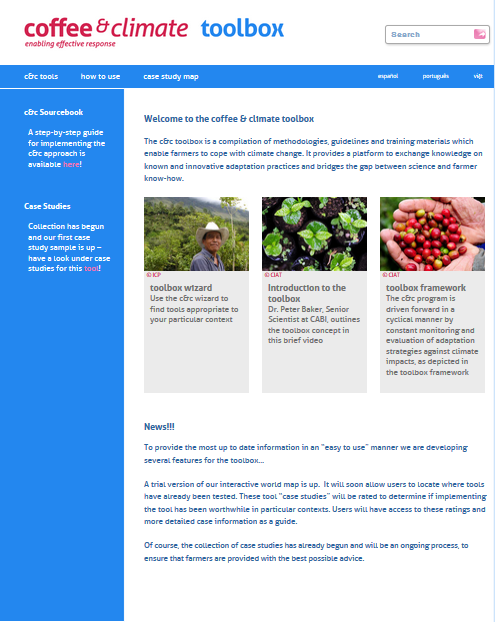 coffee & climate toolbox
enabling effective response
Search
c&c tools how to use case study map
español português việt
c&c Sourcebook
A step-by-step guide
for implementing the
c&c approach is
available here!
Case Studies
Collection has begun
and our first case
study sample is up –
have a look under case
studies for this tool!
Welcome to the coffee & climate toolbox
The c&c toolbox is a compilation of methodologies, guidelines and training materials which
enable farmers to cope with climate change. It provides a platform to exchange knowledge on
known and innovative adaptation practices and bridges the gap between science and farmer
know-how.
© ICP
toolbox wizard
Use the c&c wizard to
find tools appropriate to
your particular context
© CIAT
Introduction to the
toolbox
Dr. Peter Baker, Senior
Scientist at CABI, outlines
the toolbox concept in
this brief video
© CIAT
toolbox framework
The c&c program is
driven forward in a
cyclical manner by
constant monitoring and
evaluation of adaptation
strategies against climate
impacts, as depicted in
the toolbox framework
News!!!
To provide the most up to date information in an "easy to use" manner we are developing
several features for the toolbox...
A trial version of our interactive world map is up. It will soon allow users to locate where tools
have already been tested. These tool "case studies" will be rated to determine if implementing
the tool has been worthwhile in particular contexts. Users will have access to these ratings and
more detailed case information as a guide.
Of course, the collection of case studies has already begun and will be an ongoing process, to
ensure that farmers are provided with the best possible advice.